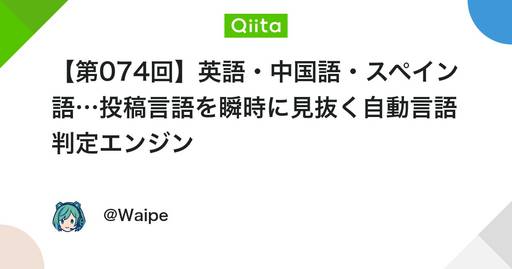 Qiita
【第074回】英語・中国語・スペイン
語…投稿言語を瞬時に見抜く自動言語
判定エンジン
@Waipe